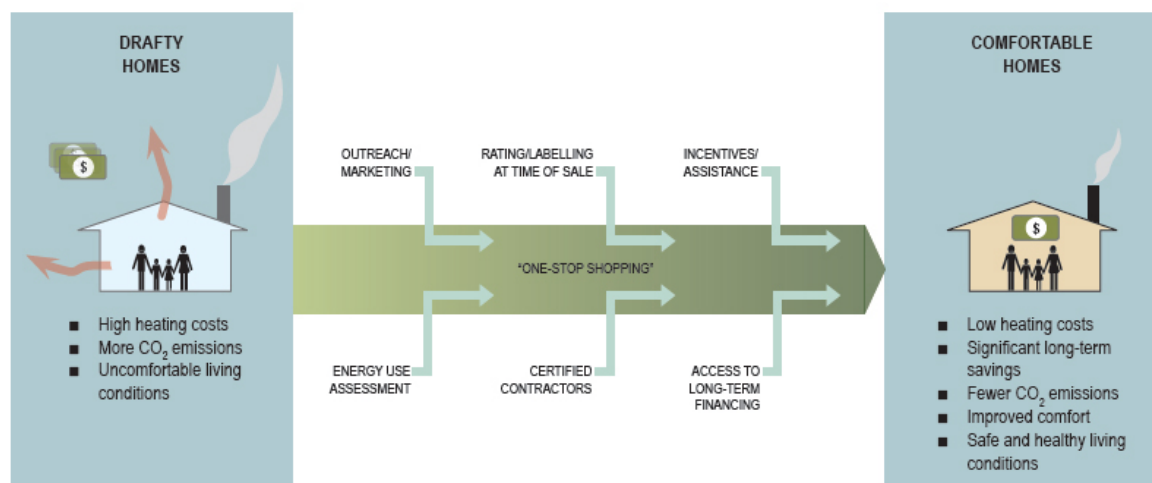 DRAFTY
HOMES
$
$
■ High heating costs
■ More CO₂ emissions
■ Uncomfortable living
conditions
OUTREACH/
MARKETING
RATING/LABELLING
AT TIME OF SALE
INCENTIVES/
ASSISTANCE
"ONE-STOP SHOPPING"
ENERGY USE
ASSESSMENT
CERTIFIED
CONTRACTORS
ACCESS TO
LONG-TERM
FINANCING
COMFORTABLE
HOMES
$
■ Low heating costs
■ Significant long-term
savings
■ Fewer CO₂ emissions
■ Improved comfort
■ Safe and healthy living
conditions